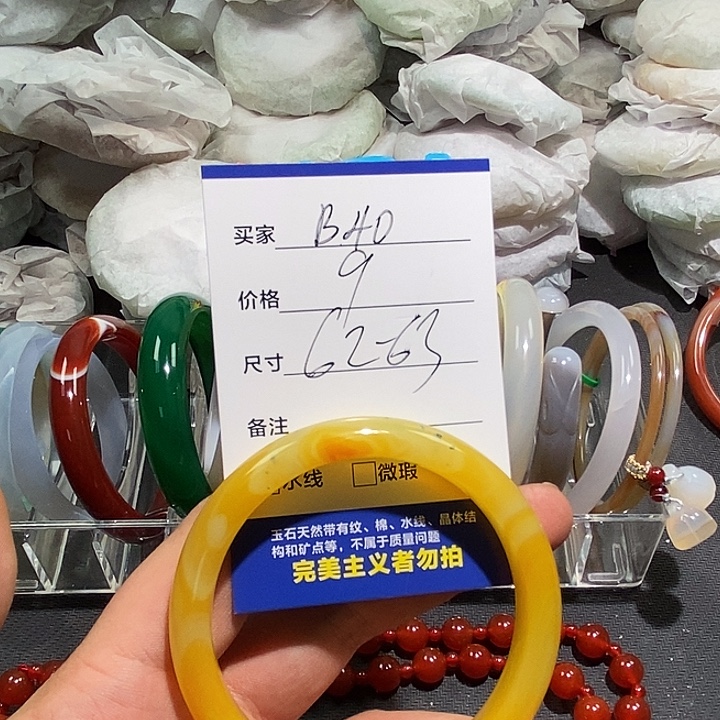 买家 B40
价格 9
尺寸 62-63
备注
水线 微瑕
玉石天然带有纹、棉、水线、晶体结
构和矿点等，不属于质量问题
完美主义者勿拍